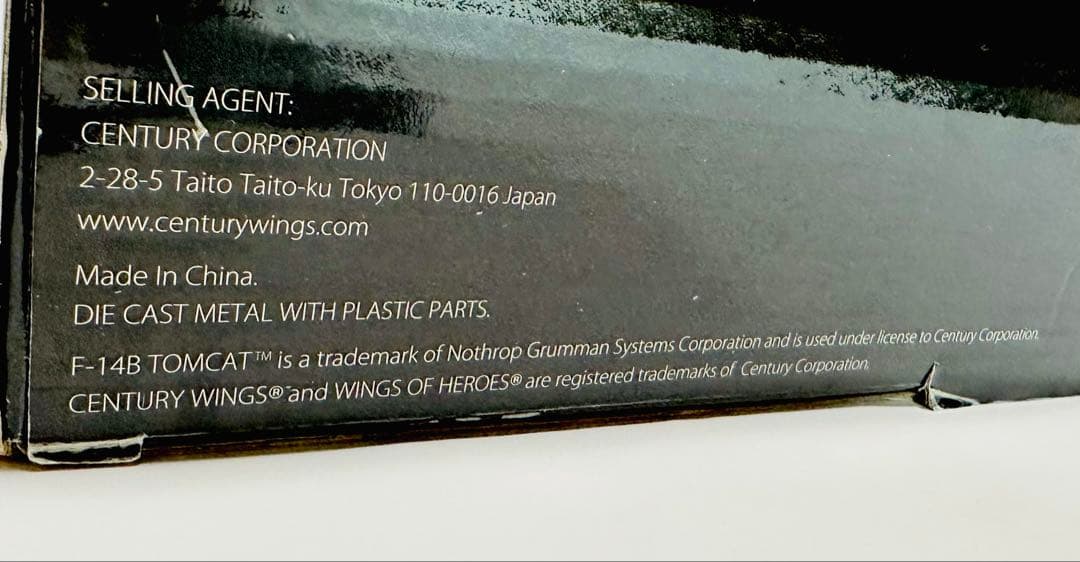 SELLING AGENT:
CENTURY CORPORATION
2-28-5 Taito Taito-ku Tokyo 110-0016 Japan
www.centurywings.com
Made In China.
DIE CAST METAL WITH PLASTIC PARTS.
F-14B TOMCAT™ is a trademark of Nothrop Grumman Systems Corporation and is used under license to Century Corporation.
CENTURY WINGS® and WINGS OF HEROES® are registered trademarks of Century Corporation.